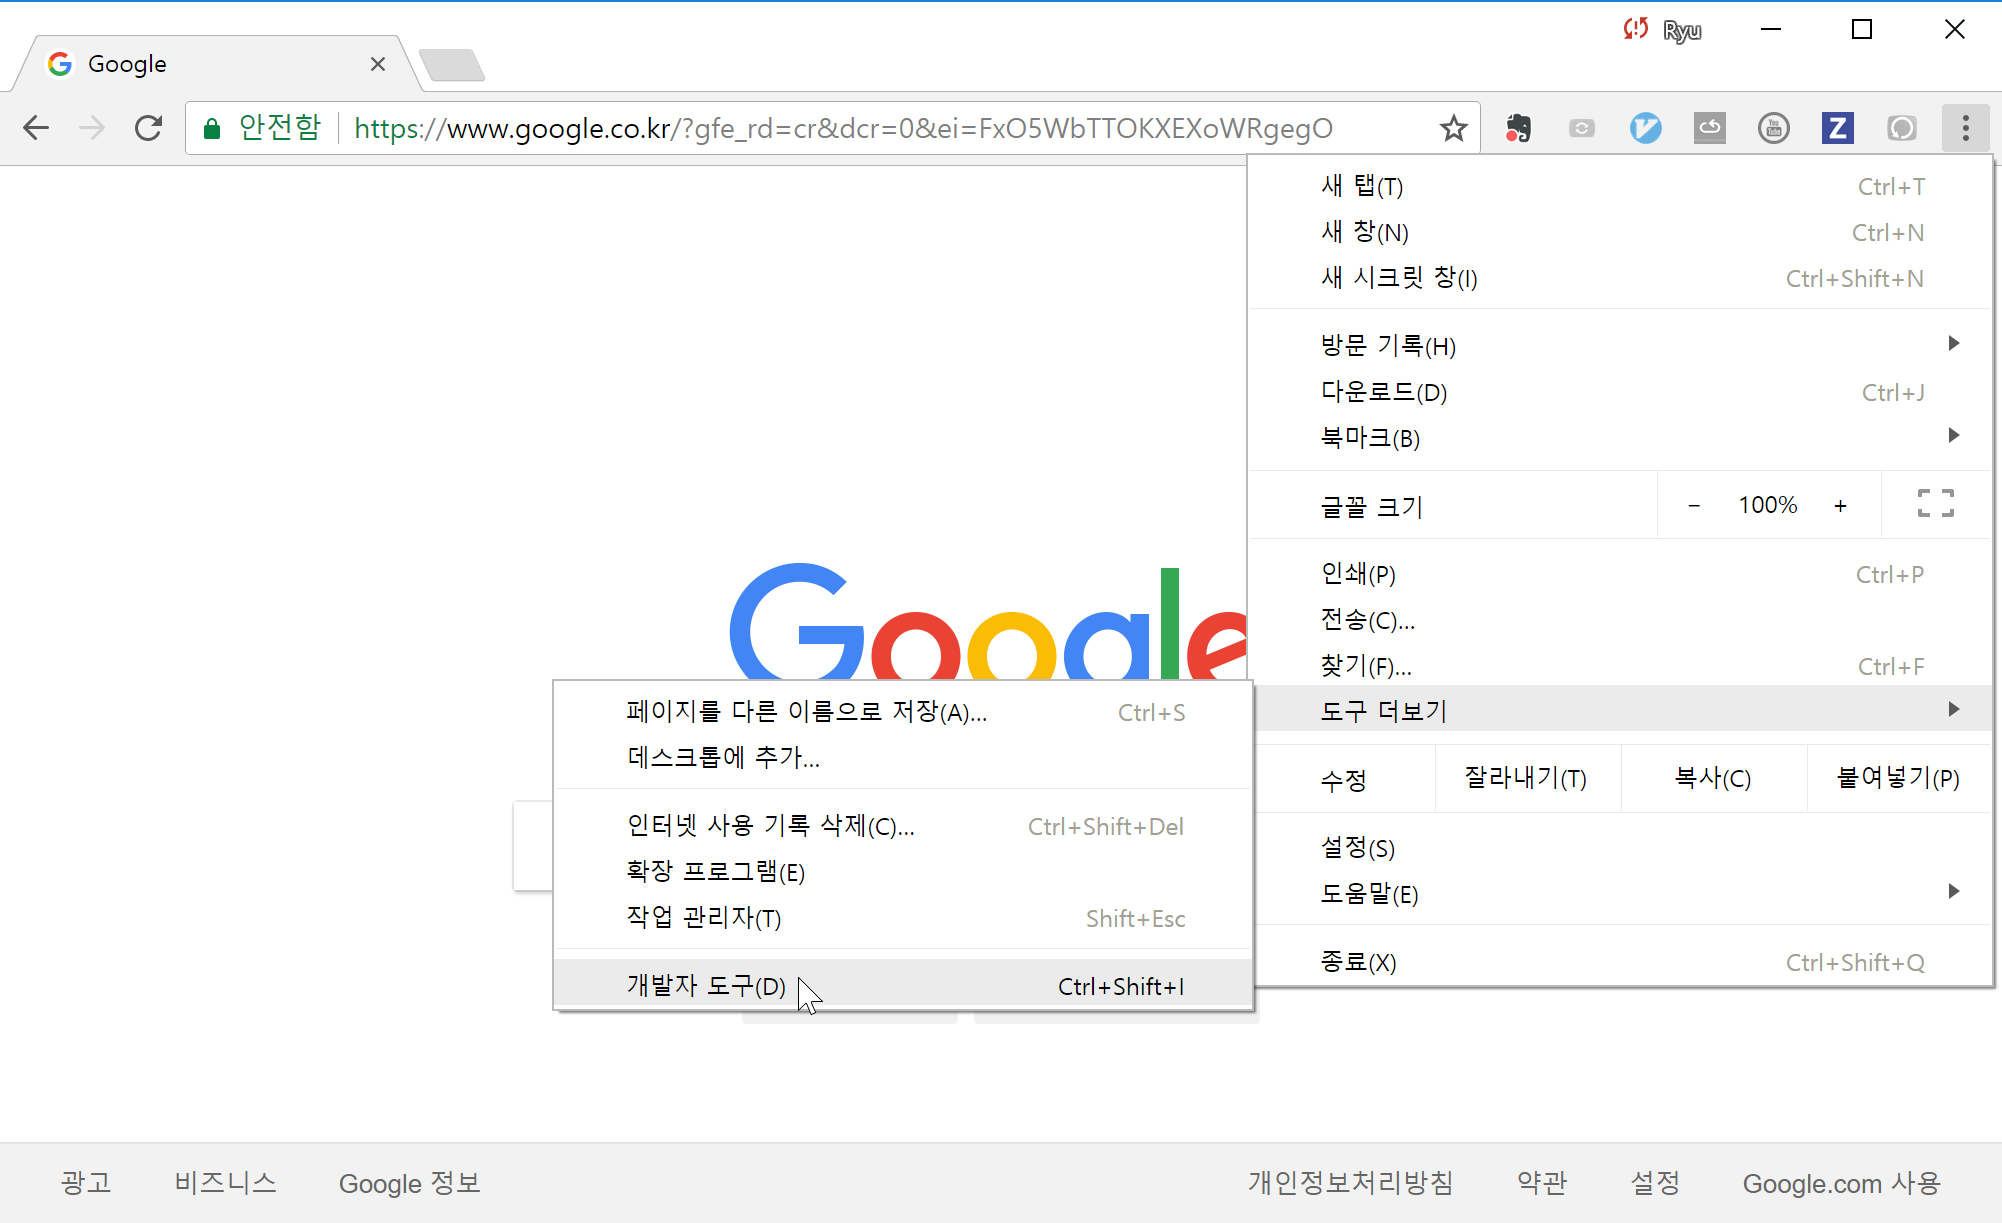 Ryu
Google
안전함 https://www.google.co.kr/?gfe_rd=cr&dcr=0&ei=FxO5WbTTOKXEXoWRgegO
You Tube
Z
새 탭(T) Ctrl+T
새 창(N) Ctrl+N
새 시크릿 창(I) Ctrl+Shift+N
방문 기록(H)
다운로드(D) Ctrl+J
북마크(B)
글꼴 크기 − 100% +
인쇄(P) Ctrl+P
전송(C)...
찾기(F)... Ctrl+F
도구 더보기
수정 잘라내기(T) 복사(C) 붙여넣기(P)
설정(S)
도움말(E)
종료(X) Ctrl+Shift+Q
Google
페이지를 다른 이름으로 저장(A)... Ctrl+S
데스크톱에 추가...
인터넷 사용 기록 삭제(C)... Ctrl+Shift+Del
확장 프로그램(E)
작업 관리자(T) Shift+Esc
개발자 도구(D) Ctrl+Shift+I
광고 비즈니스 Google 정보 개인정보처리방침 약관 설정 Google.com 사용